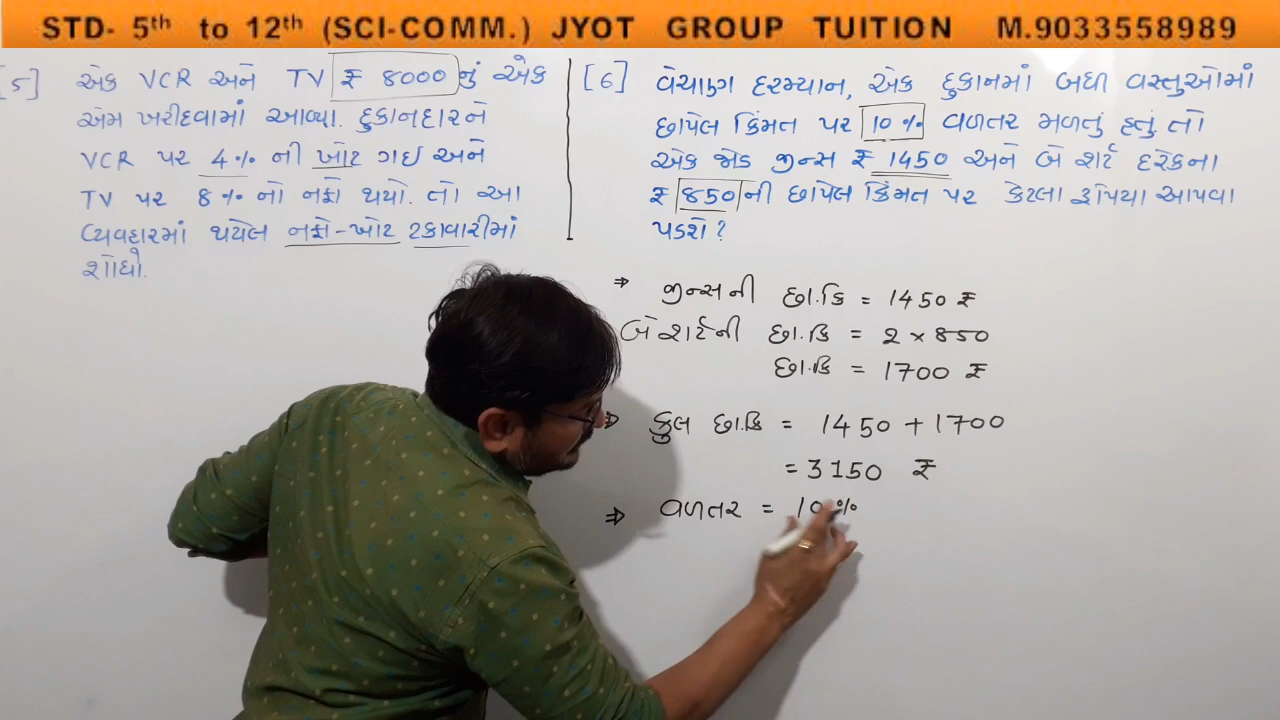 STD- 5th to 12th (SCI-COMM.) JYOT GROUP TUITION M.9033558989
[5] એક VCR અને TV ₹ 8000 નું એક
એમ ખરીદવામાં આવ્યા. દુકાનદારને
VCR પર 4% ની ખોટ ગઇ અને
TV પર 8% નો નફો થયો. તો આ
વ્યવહારમાં થયેલ નફો-ખોટ ટકાવારીમાં
શોધો.
[6] વેચાણ દરમ્યાન, એક દુકાનમાં બધી વસ્તુઓમાં
છાપેલ કિંમત પર 10% વળતર મળતું હતું. તો
એક જોડ જીન્સ ₹ 1450 અને બે શર્ટ દરેકના
₹ 850 ની છાપેલ કિંમત પર કેટલા રૂપિયા આપવા
પડશે?
⇒ જીન્સની છા.કિ = 1450 ₹
બે શર્ટની છા.કિ = 2 × 850
છા.કિ = 1700 ₹
⇒ કુલ છા.કિ = 1450 + 1700
= 3150 ₹
⇒ વળતર = 10%